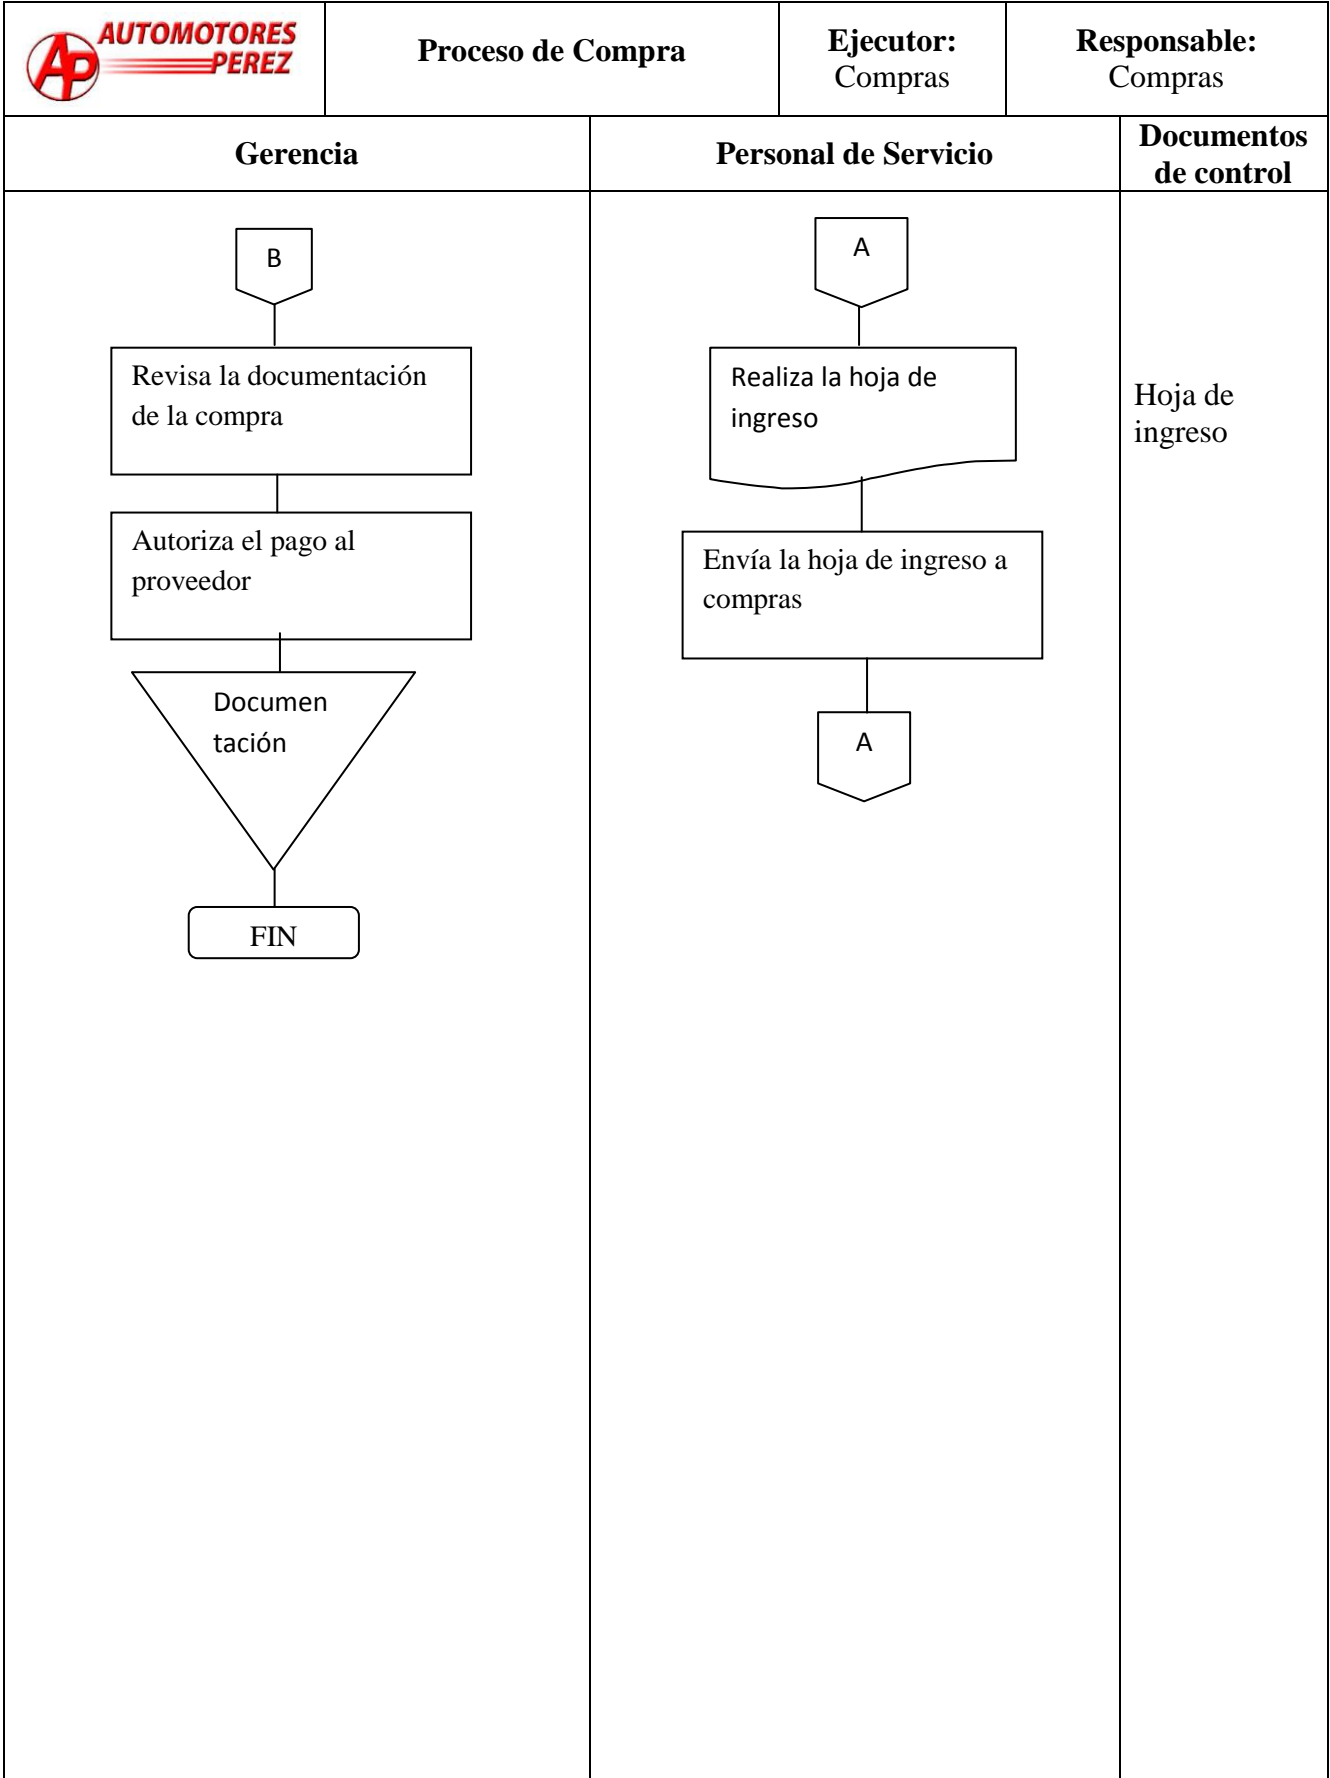 AUTOMOTORES
PEREZ
AP
Proceso de Compra
Ejecutor:
Compras
Responsable:
Compras
Gerencia
Personal de Servicio
Documentos
de control
B
Revisa la documentación
de la compra
Autoriza el pago al
proveedor
Documen
tación
FIN
A
Realiza la hoja de
ingreso
Envía la hoja de ingreso a
compras
A
Hoja de
ingreso